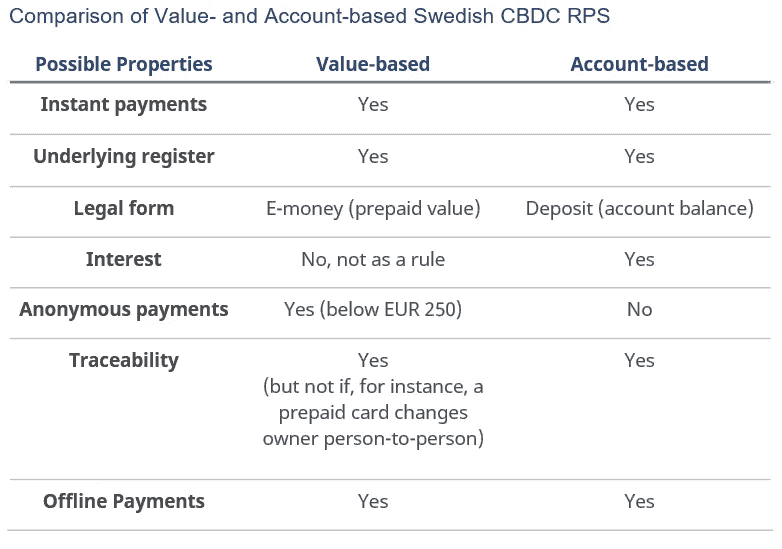 Comparison of Value- and Account-based Swedish CBDC RPS
Possible Properties Value-based Account-based
Instant payments Yes Yes
Underlying register Yes Yes
Legal form E-money (prepaid value) Deposit (account balance)
Interest No, not as a rule Yes
Anonymous payments Yes (below EUR 250) No
Traceability Yes Yes
(but not if, for instance, a
prepaid card changes
owner person-to-person)
Offline Payments Yes Yes